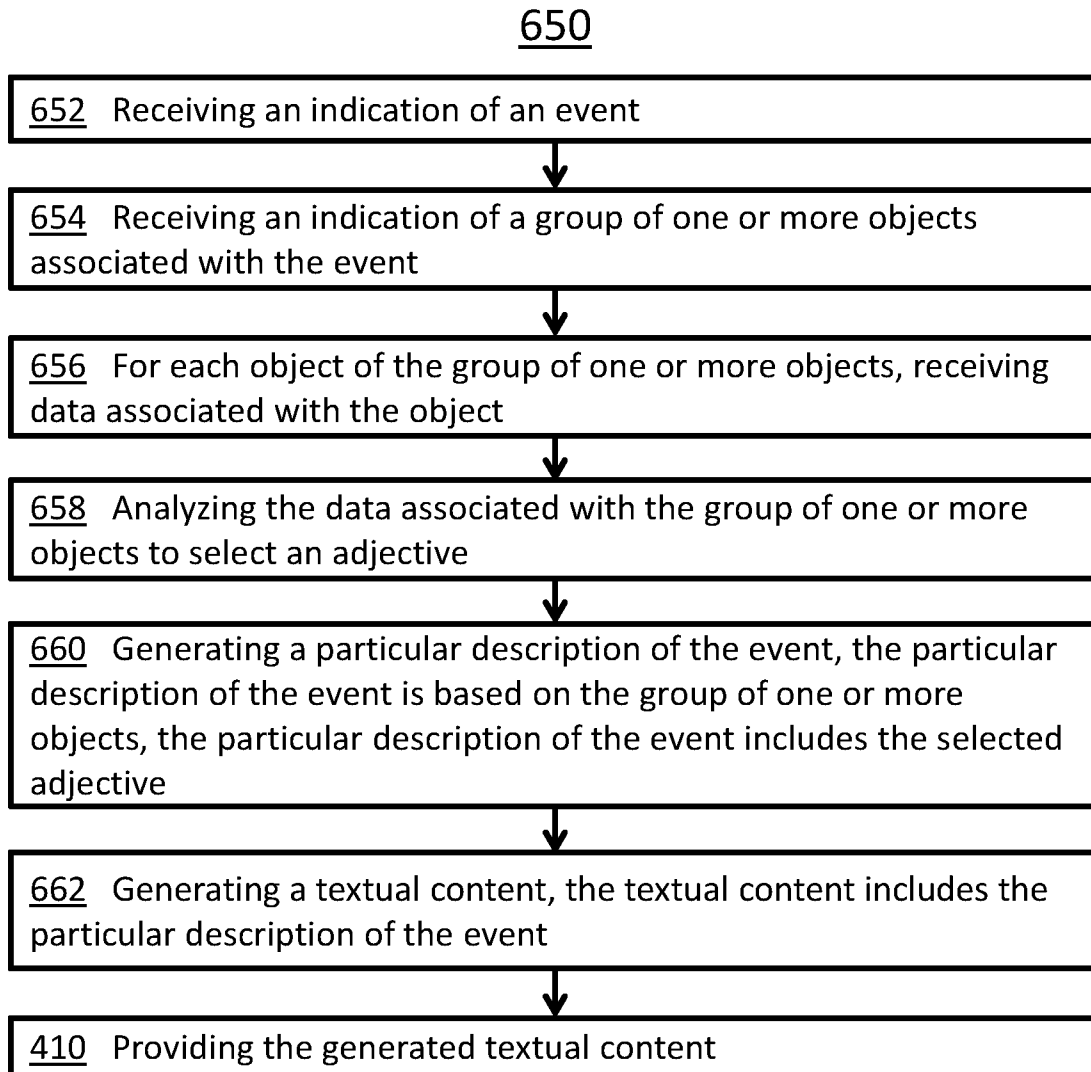 650
652 Receiving an indication of an event
654 Receiving an indication of a group of one or more objects
associated with the event
656 For each object of the group of one or more objects, receiving
data associated with the object
658 Analyzing the data associated with the group of one or more
objects to select an adjective
660 Generating a particular description of the event, the particular
description of the event is based on the group of one or more
objects, the particular description of the event includes the selected
adjective
662 Generating a textual content, the textual content includes the
particular description of the event
410 Providing the generated textual content